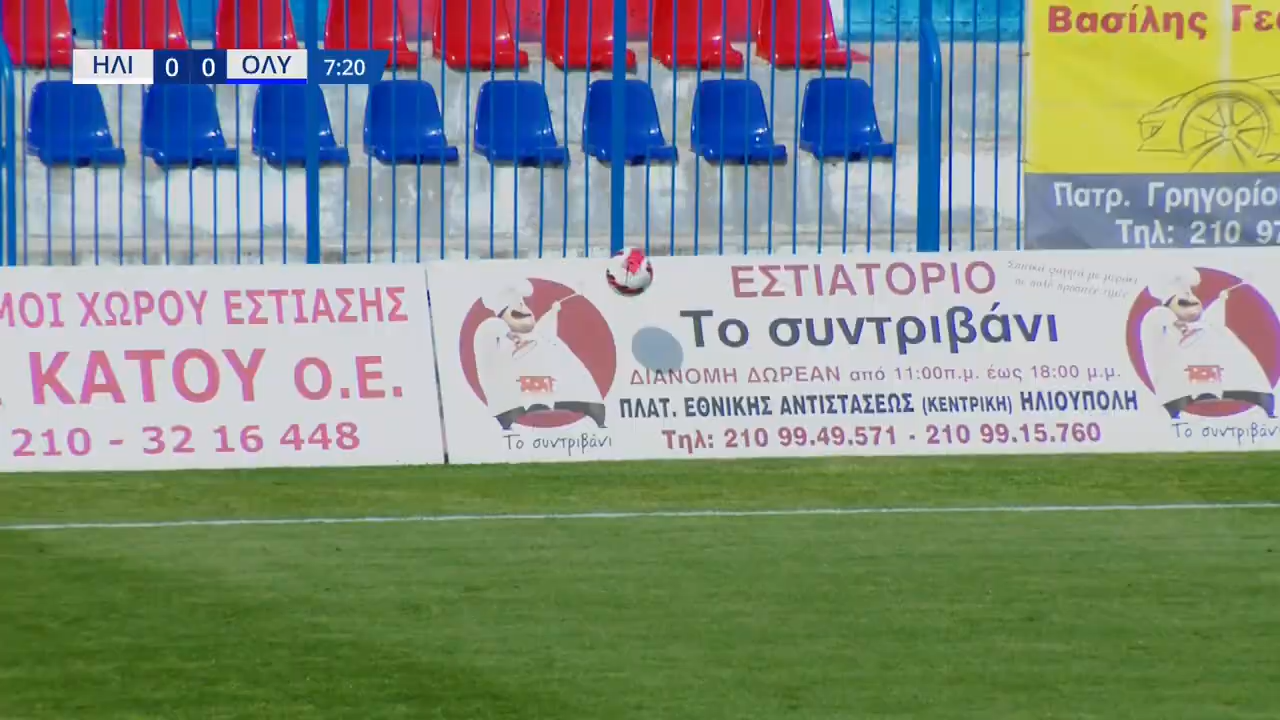 ΗΛΙ 0 0 ΟΛΥ 7:20
Βασίλης
Πατρ. Γρηγορίο
Τηλ: 210 97
ΜΟΙ ΧΩΡΟΥ ΕΣΤΙΑΣΗΣ
ΚΑΤΟΥ Ο.Ε.
210 - 32 16 448
ΕΣΤΙΑΤΟΡΙΟ
Το συντριβάνι
ΔΙΑΝΟΜΗ ΔΩΡΕΑΝ από 11:00π.μ. έως 18:00 μ.μ.
ΠΛΑΤ. ΕΘΝΙΚΗΣ ΑΝΤΙΣΤΑΣΕΩΣ (ΚΕΝΤΡΙΚΗ) ΗΛΙΟΥΠΟΛΗ
Τηλ: 210 99.49.571 - 210 99.15.760
Το συντριβάνι
Το συντριβάνι